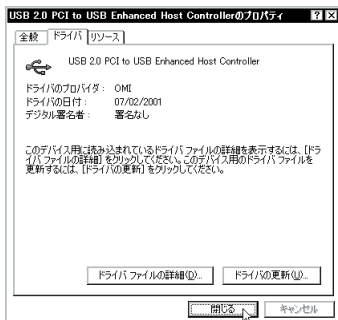 USB 2.0 PCI to USB Enhanced Host Controllerのプロパティ
全般 ドライバ リソース
USB 2.0 PCI to USB Enhanced Host Controller
ドライバのプロバイダ： OMI
ドライバの日付： 07/02/2001
デジタル署名者： 署名なし
このデバイス用に読み込まれているドライバ ファイルの詳細を表示するには、［ドラ
イバ ファイルの詳細］をクリックしてください。このデバイス用のドライバ ファイルを
更新するには、［ドライバの更新］をクリックしてください。
ドライバ ファイルの詳細(D)... ドライバの更新(U)...
閉じる キャンセル